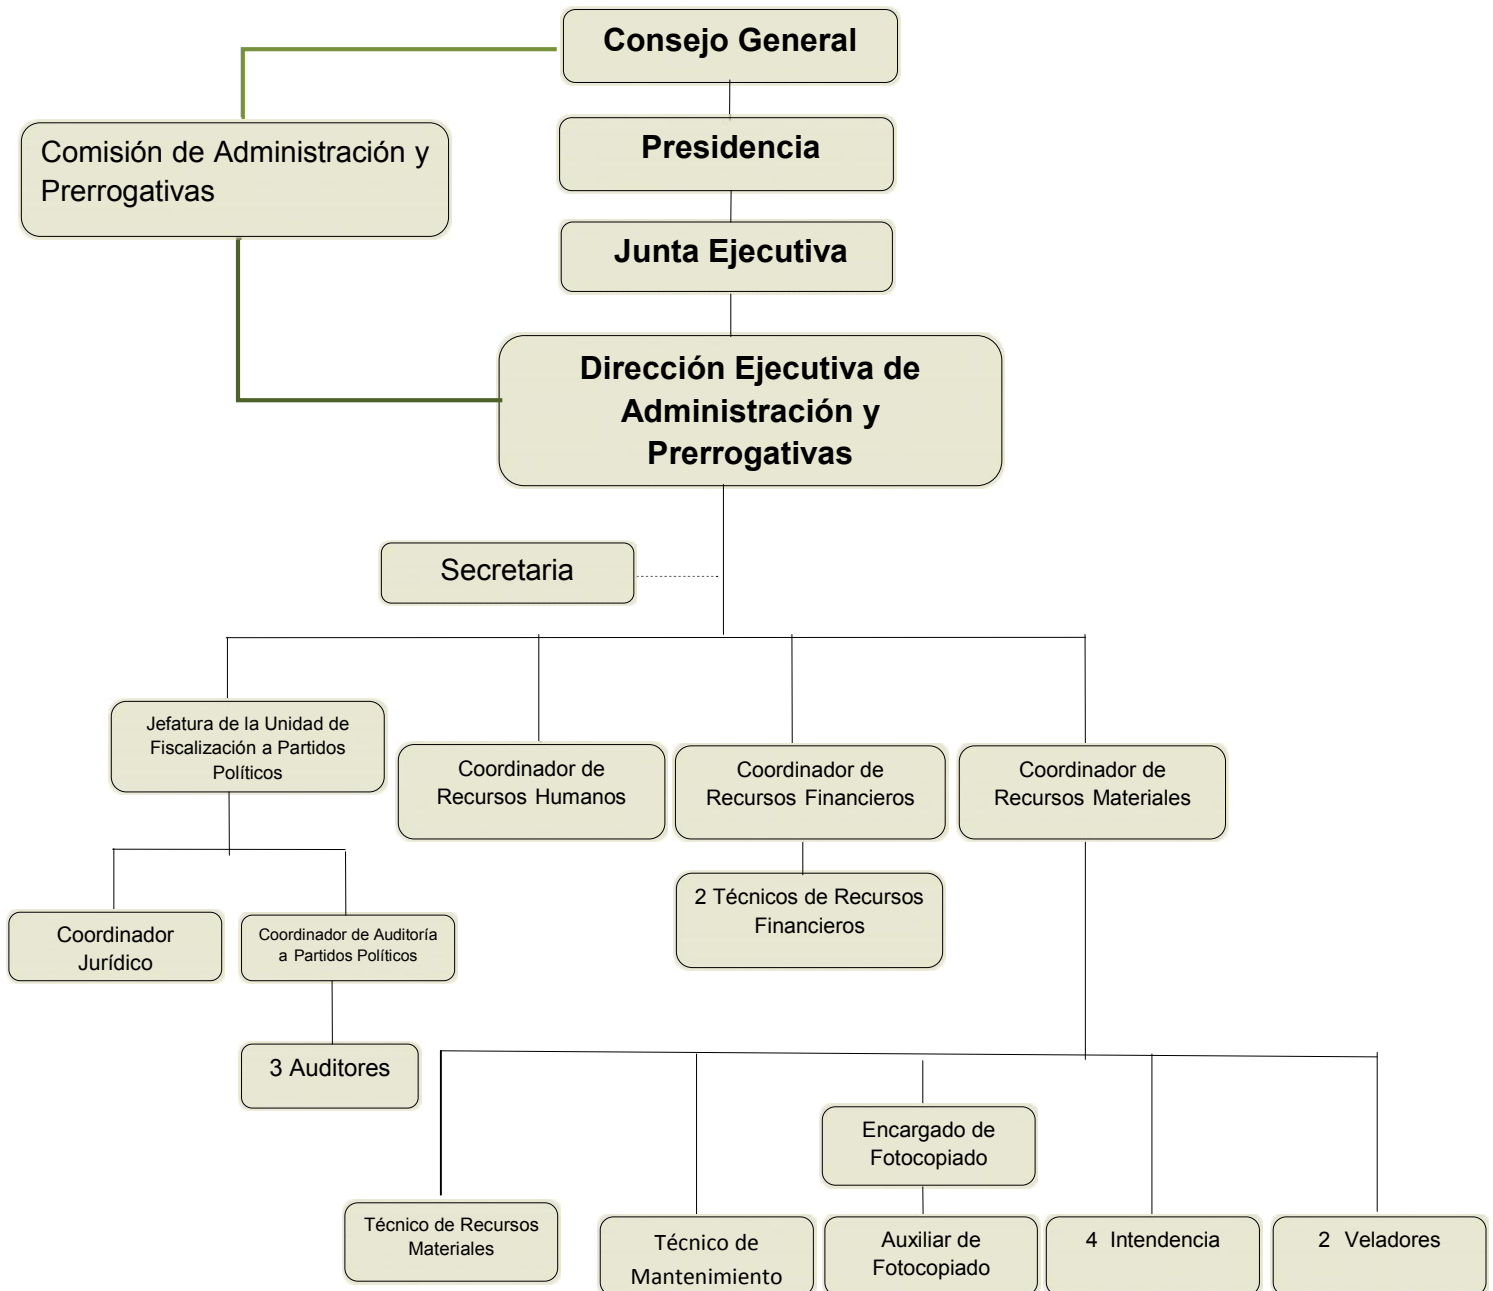 Consejo General
Comisión de Administración y
Prerrogativas
Presidencia
Junta Ejecutiva
Dirección Ejecutiva de
Administración y
Prerrogativas
Secretaria
Jefatura de la Unidad de
Fiscalización a Partidos
Políticos
Coordinador de
Recursos Humanos
Coordinador de
Recursos Financieros
Coordinador de
Recursos Materiales
2 Técnicos de Recursos
Financieros
Coordinador
Jurídico
Coordinador de Auditoría
a Partidos Políticos
3 Auditores
Encargado de
Fotocopiado
Técnico de Recursos
Materiales
Técnico de
Mantenimiento
Auxiliar de
Fotocopiado
4 Intendencia
2 Veladores